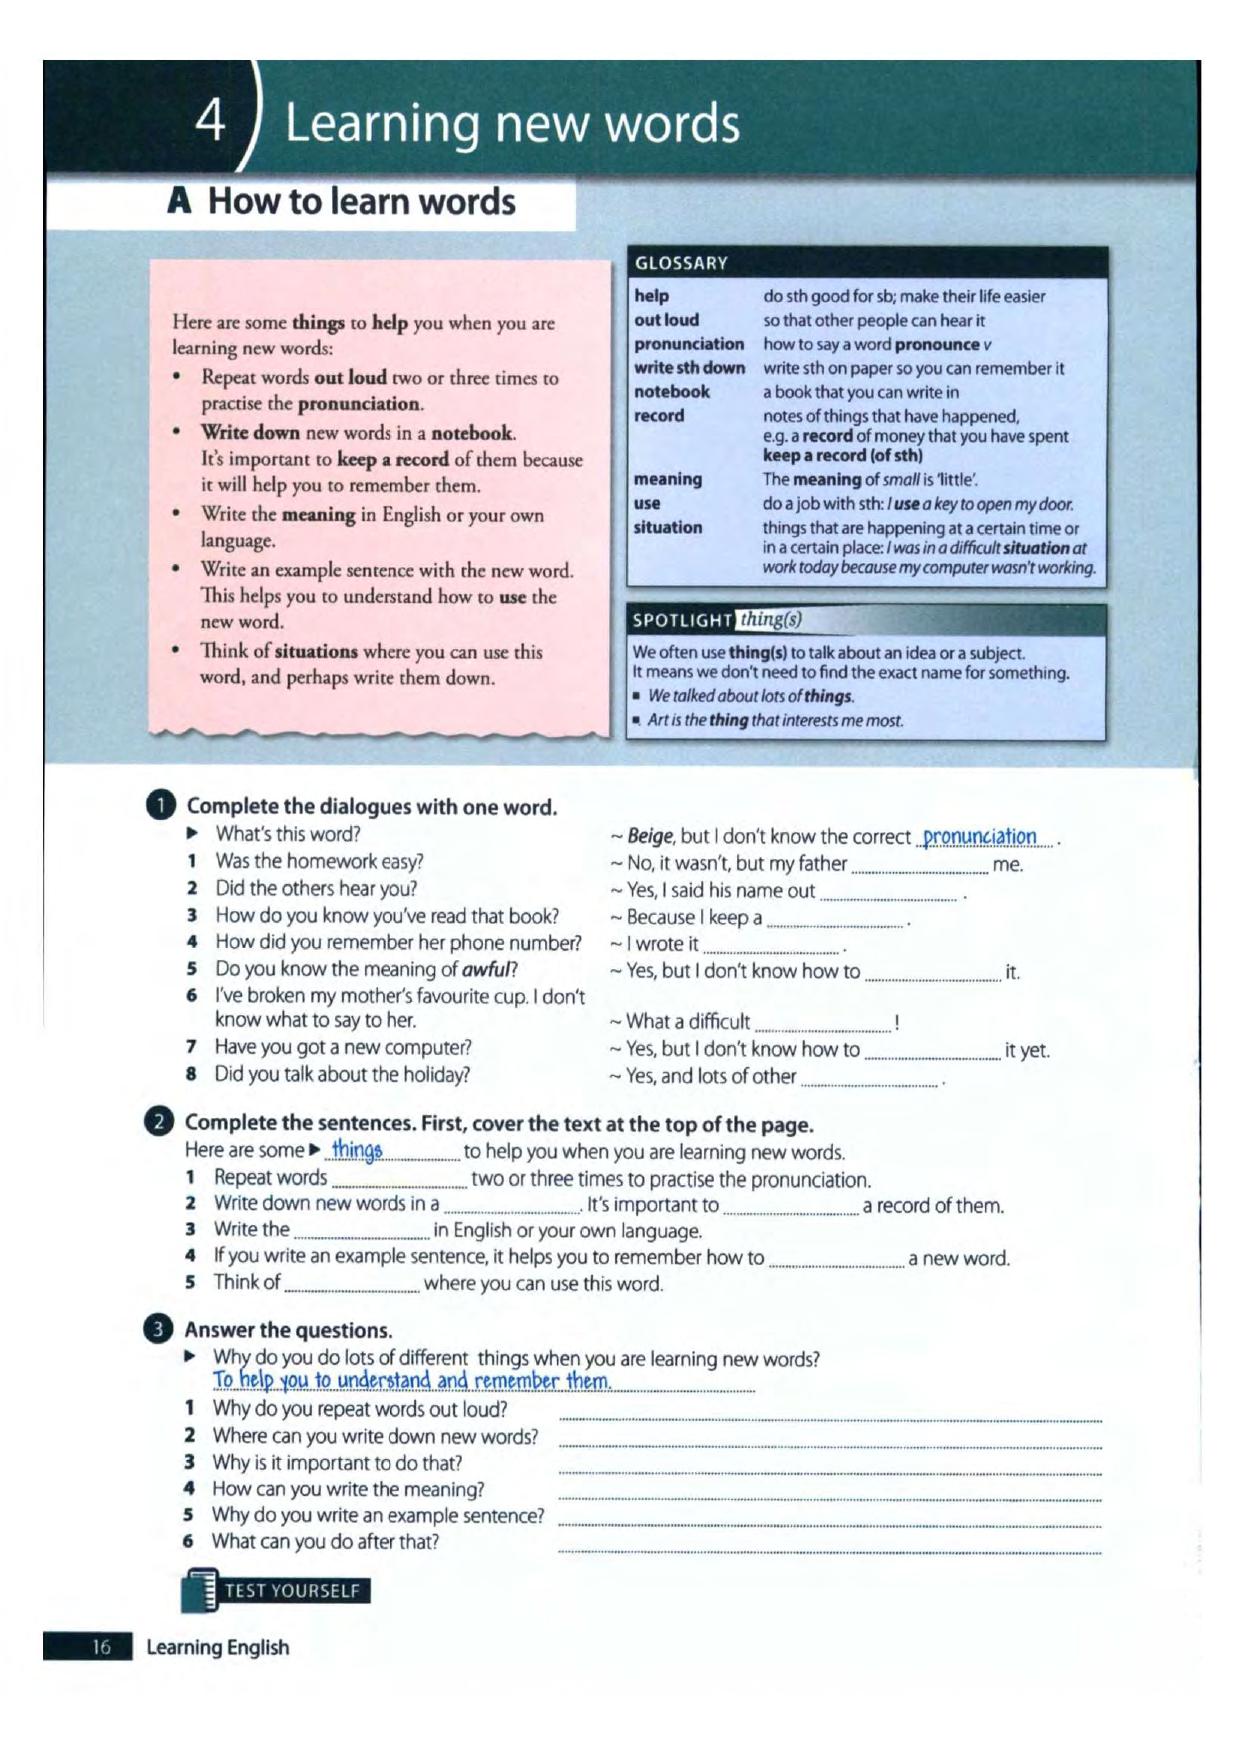 4 Learning new words
A How to learn words
Here are some things to help you when you are
learning new words:
• Repeat words out loud two or three times to
practise the pronunciation.
• Write down new words in a notebook.
It's important to keep a record of them because
it will help you to remember them.
• Write the meaning in English or your own
language.
• Write an example sentence with the new word.
This helps you to understand how to use the
new word.
• Think of situations where you can use this
word, and perhaps write them down.
GLOSSARY
help do sth good for sb; make their life easier
out loud so that other people can hear it
pronunciation how to say a word pronounce v
write sth down write sth on paper so you can remember it
notebook a book that you can write in
record notes of things that have happened,
e.g. a record of money that you have spent
keep a record (of sth)
meaning The meaning of small is 'little'.
use do a job with sth: I use a key to open my door.
situation things that are happening at a certain time or
in a certain place: I was in a difficult situation at
work today because my computer wasn't working.
SPOTLIGHT thing(s)
We often use thing(s) to talk about an idea or a subject.
It means we don't need to find the exact name for something.
▪ We talked about lots of things.
▪ Art is the thing that interests me most.
1 Complete the dialogues with one word.
► What's this word? ~ Beige, but I don't know the correct pronunciation.
1 Was the homework easy? ~ No, it wasn't, but my father .......... me.
2 Did the others hear you? ~ Yes, I said his name out .......... .
3 How do you know you've read that book? ~ Because I keep a .......... .
4 How did you remember her phone number? ~ I wrote it .......... .
5 Do you know the meaning of awful? ~ Yes, but I don't know how to .......... it.
6 I've broken my mother's favourite cup. I don't
know what to say to her. ~ What a difficult .......... !
7 Have you got a new computer? ~ Yes, but I don't know how to .......... it yet.
8 Did you talk about the holiday? ~ Yes, and lots of other .......... .
2 Complete the sentences. First, cover the text at the top of the page.
Here are some ► things .......... to help you when you are learning new words.
1 Repeat words .......... two or three times to practise the pronunciation.
2 Write down new words in a .......... . It's important to .......... a record of them.
3 Write the .......... in English or your own language.
4 If you write an example sentence, it helps you to remember how to .......... a new word.
5 Think of .......... where you can use this word.
3 Answer the questions.
► Why do you do lots of different things when you are learning new words?
To help you to understand and remember them.
1 Why do you repeat words out loud?
2 Where can you write down new words?
3 Why is it important to do that?
4 How can you write the meaning?
5 Why do you write an example sentence?
6 What can you do after that?
TEST YOURSELF
16 Learning English